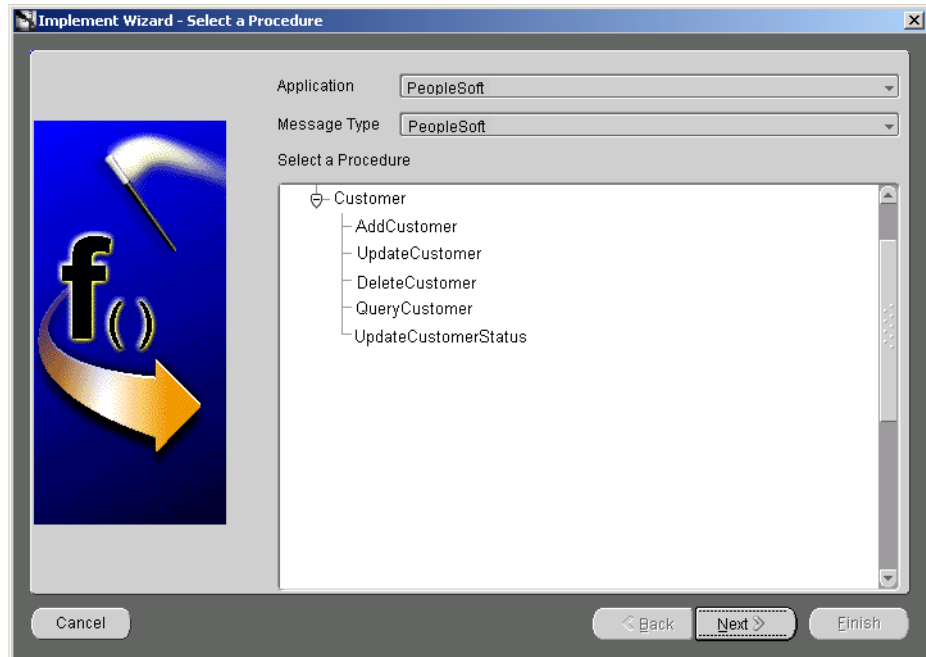 Implement Wizard - Select a Procedure
Application PeopleSoft
Message Type PeopleSoft
Select a Procedure
Customer
AddCustomer
UpdateCustomer
DeleteCustomer
QueryCustomer
UpdateCustomerStatus
f()
Cancel Back Next Finish